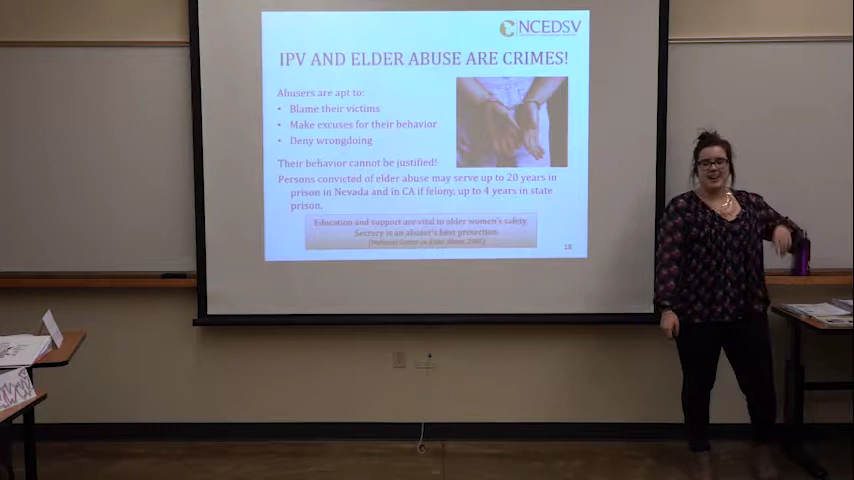 NCEDSV
IPV AND ELDER ABUSE ARE CRIMES!
Abusers are apt to:
• Blame their victims
• Make excuses for their behavior
• Deny wrongdoing
Their behavior cannot be justified!
Persons convicted of elder abuse may serve up to 20 years in
prison in Nevada and in CA if felony, up to 4 years in state
prison.
Education and support are vital to older women's safety.
Secrecy is an abuser's best protection.
18